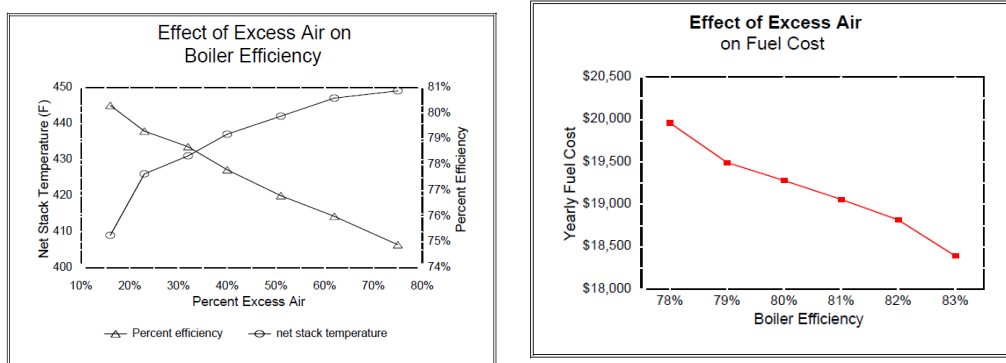 Effect of Excess Air on
Boiler Efficiency
Net Stack Temperature (F)
450
440
430
420
410
400
81%
80%
79%
78%
77%
76%
75%
74%
Percent Efficiency
10% 20% 30% 40% 50% 60% 70% 80%
Percent Excess Air
Percent efficiency net stack temperature
Effect of Excess Air
on Fuel Cost
Yearly Fuel Cost
$20,500
$20,000
$19,500
$19,000
$18,500
$18,000
78% 79% 80% 81% 82% 83%
Boiler Efficiency